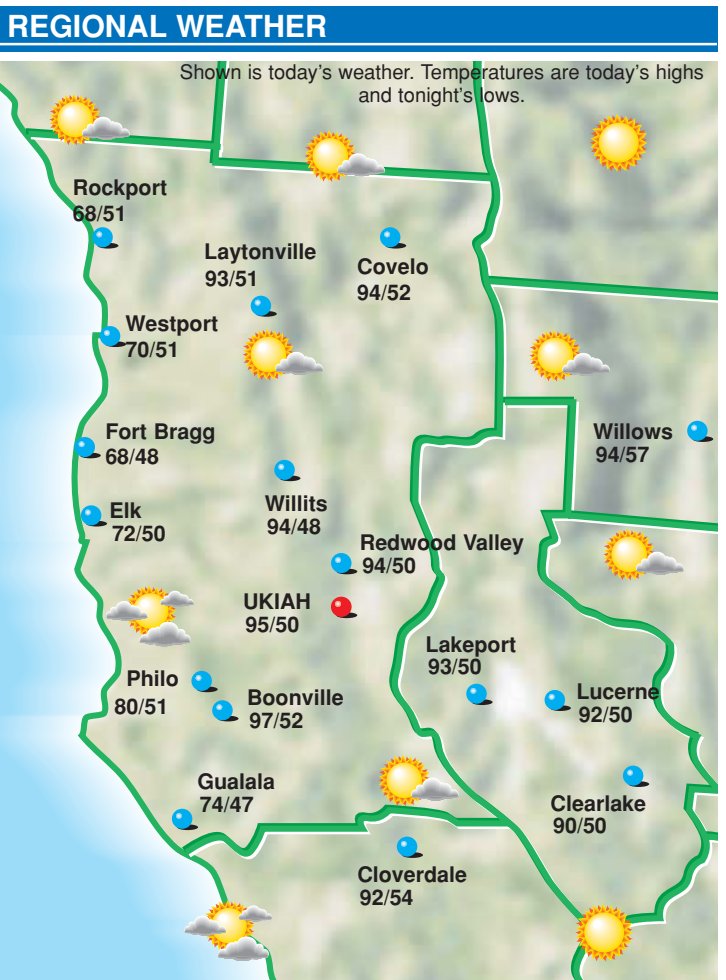 REGIONAL WEATHER
Shown is today's weather. Temperatures are today's highs
and tonight's lows.
Rockport
68/51
Laytonville
93/51
Covelo
94/52
Westport
70/51
Fort Bragg
68/48
Willows
94/57
Elk
72/50
Willits
94/48
Redwood Valley
94/50
UKIAH
95/50
Lakeport
93/50
Philo
80/51
Boonville
97/52
Lucerne
92/50
Gualala
74/47
Clearlake
90/50
Cloverdale
92/54